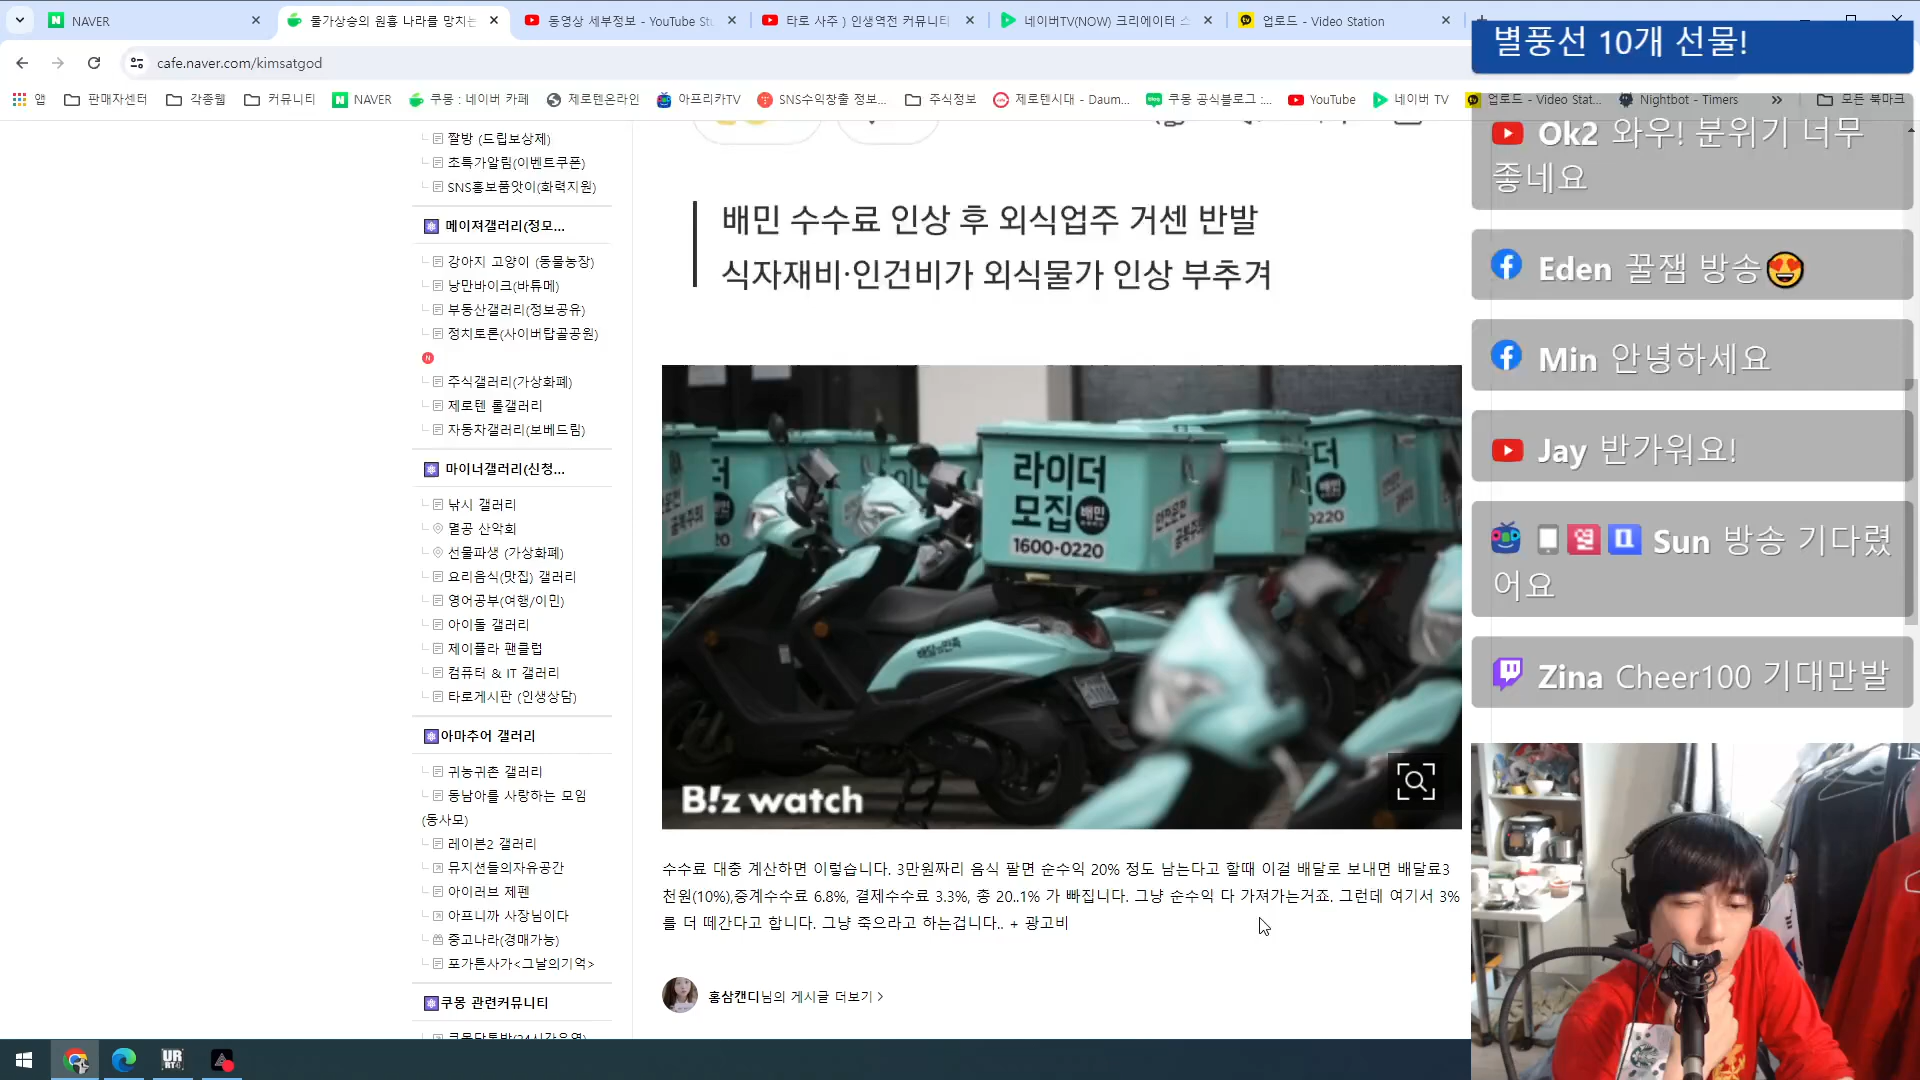 NAVER
물가상승의 원흉 나라를 망치는
동영상 세부정보 - YouTube Stu
타로 사주 ) 인생역전 커뮤니티
네이버TV(NOW) 크리에이터 스
업로드 - Video Station
cafe.naver.com/kimsatgod
앱
판매자센터
각종웹
커뮤니티
NAVER
쿠몽 : 네이버 카페
제로텐온라인
아프리카TV
SNS수익창출 정보...
주식정보
제로텐시대 - Daum...
쿠몽 공식블로그 :...
YouTube
네이버 TV
업로드 - Video Stat...
Nightbot - Timers
모든 북마크
짤방 (드립보상제)
초특가알림(이벤트쿠폰)
SNS홍보품앗이(화력지원)
메이져갤러리(정모...
강아지 고양이 (동물농장)
낭만바이크(바튜메)
부동산갤러리(정보공유)
정치토론(사이버탑골공원)
주식갤러리(가상화폐)
제로텐 롤갤러리
자동차갤러리(보베드림)
마이너갤러리(신청...
낚시 갤러리
멸공 산악회
선물파생 (가상화폐)
요리음식(맛집) 갤러리
영어공부(여행/이민)
아이돌 갤러리
제이플라 팬클럽
컴퓨터 & IT 갤러리
타로게시판 (인생상담)
아마추어 갤러리
귀농귀촌 갤러리
동남아를 사랑하는 모임
(동사모)
레이븐2 갤러리
뮤지션들의자유공간
아이러브 제펜
아프니까 사장님이다
중고나라(경매가능)
포가튼사가<그날의기억>
쿠몽 관련커뮤니티
배민 수수료 인상 후 외식업주 거센 반발
식자재비·인건비가 외식물가 인상 부추겨
라이더
모집 배민
1600-0220
B!z watch
수수료 대충 계산하면 이렇습니다. 3만원짜리 음식 팔면 순수익 20% 정도 남는다고 할때 이걸 배달로 보내면 배달료3
천원(10%),중계수수료 6.8%, 결제수수료 3.3%, 총 20..1% 가 빠집니다. 그냥 순수익 다 가져가는거죠. 그런데 여기서 3%
를 더 떼간다고 합니다. 그냥 죽으라고 하는겁니다.. + 광고비
홍삼캔디님의 게시글 더보기 >
별풍선 10개 선물!
Ok2 와우! 분위기 너무
좋네요
Eden 꿀잼 방송
Min 안녕하세요
Jay 반가워요!
열 Sun 방송 기다렸
어요
Zina Cheer100 기대만발